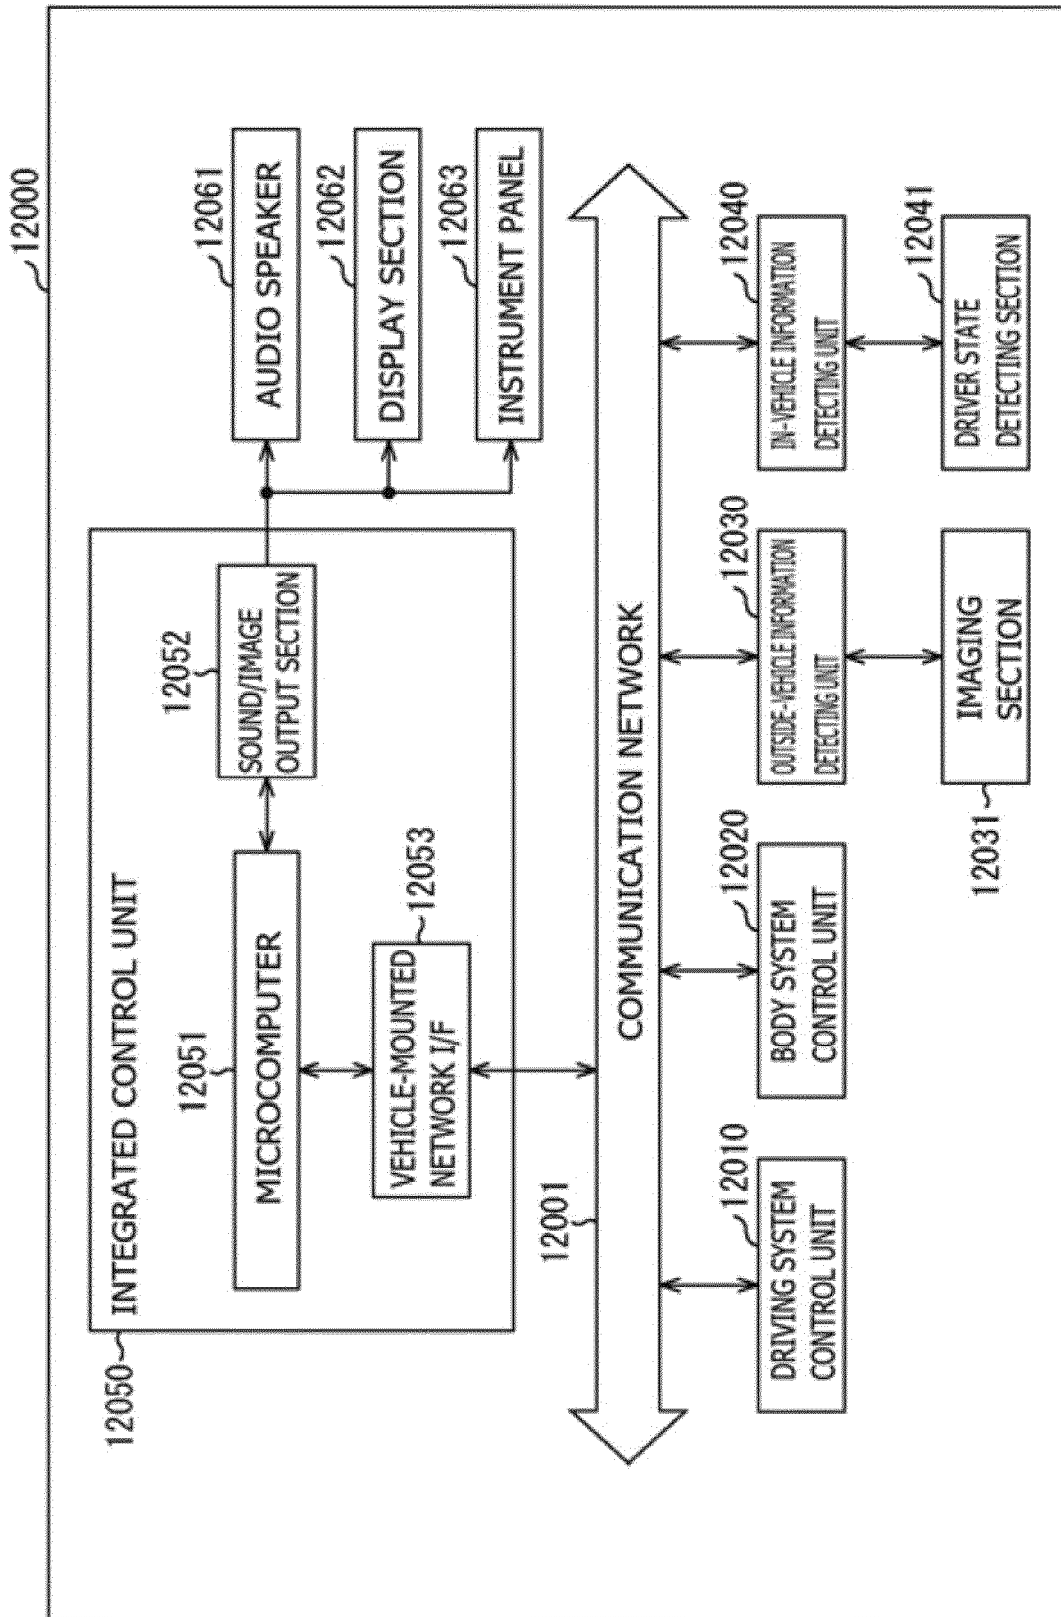 12000
12050
INTEGRATED CONTROL UNIT
12051
MICROCOMPUTER
12052
SOUND/IMAGE
OUTPUT SECTION
12053
VEHICLE-MOUNTED
NETWORK I/F
12061
AUDIO SPEAKER
12062
DISPLAY SECTION
12063
INSTRUMENT PANEL
12001
COMMUNICATION NETWORK
12010
DRIVING SYSTEM
CONTROL UNIT
12020
BODY SYSTEM
CONTROL UNIT
12030
OUTSIDE-VEHICLE INFORMATION
DETECTING UNIT
12040
IN-VEHICLE INFORMATION
DETECTING UNIT
12031
IMAGING
SECTION
12041
DRIVER STATE
DETECTING SECTION